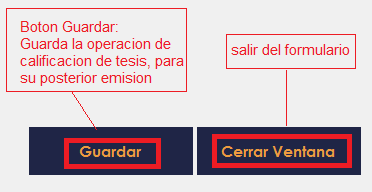 Boton Guardar:
Guarda la operacion de
calificacion de tesis, para
su posterior emision
salir del formulario
Guardar
Cerrar Ventana